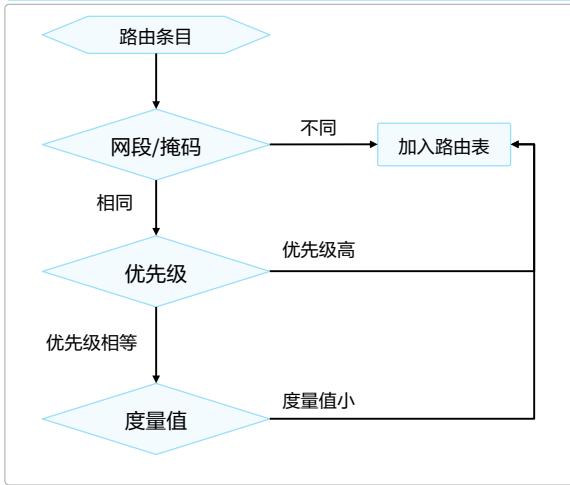 路由条目
网段/掩码
不同
加入路由表
相同
优先级
优先级高
优先级相等
度量值
度量值小